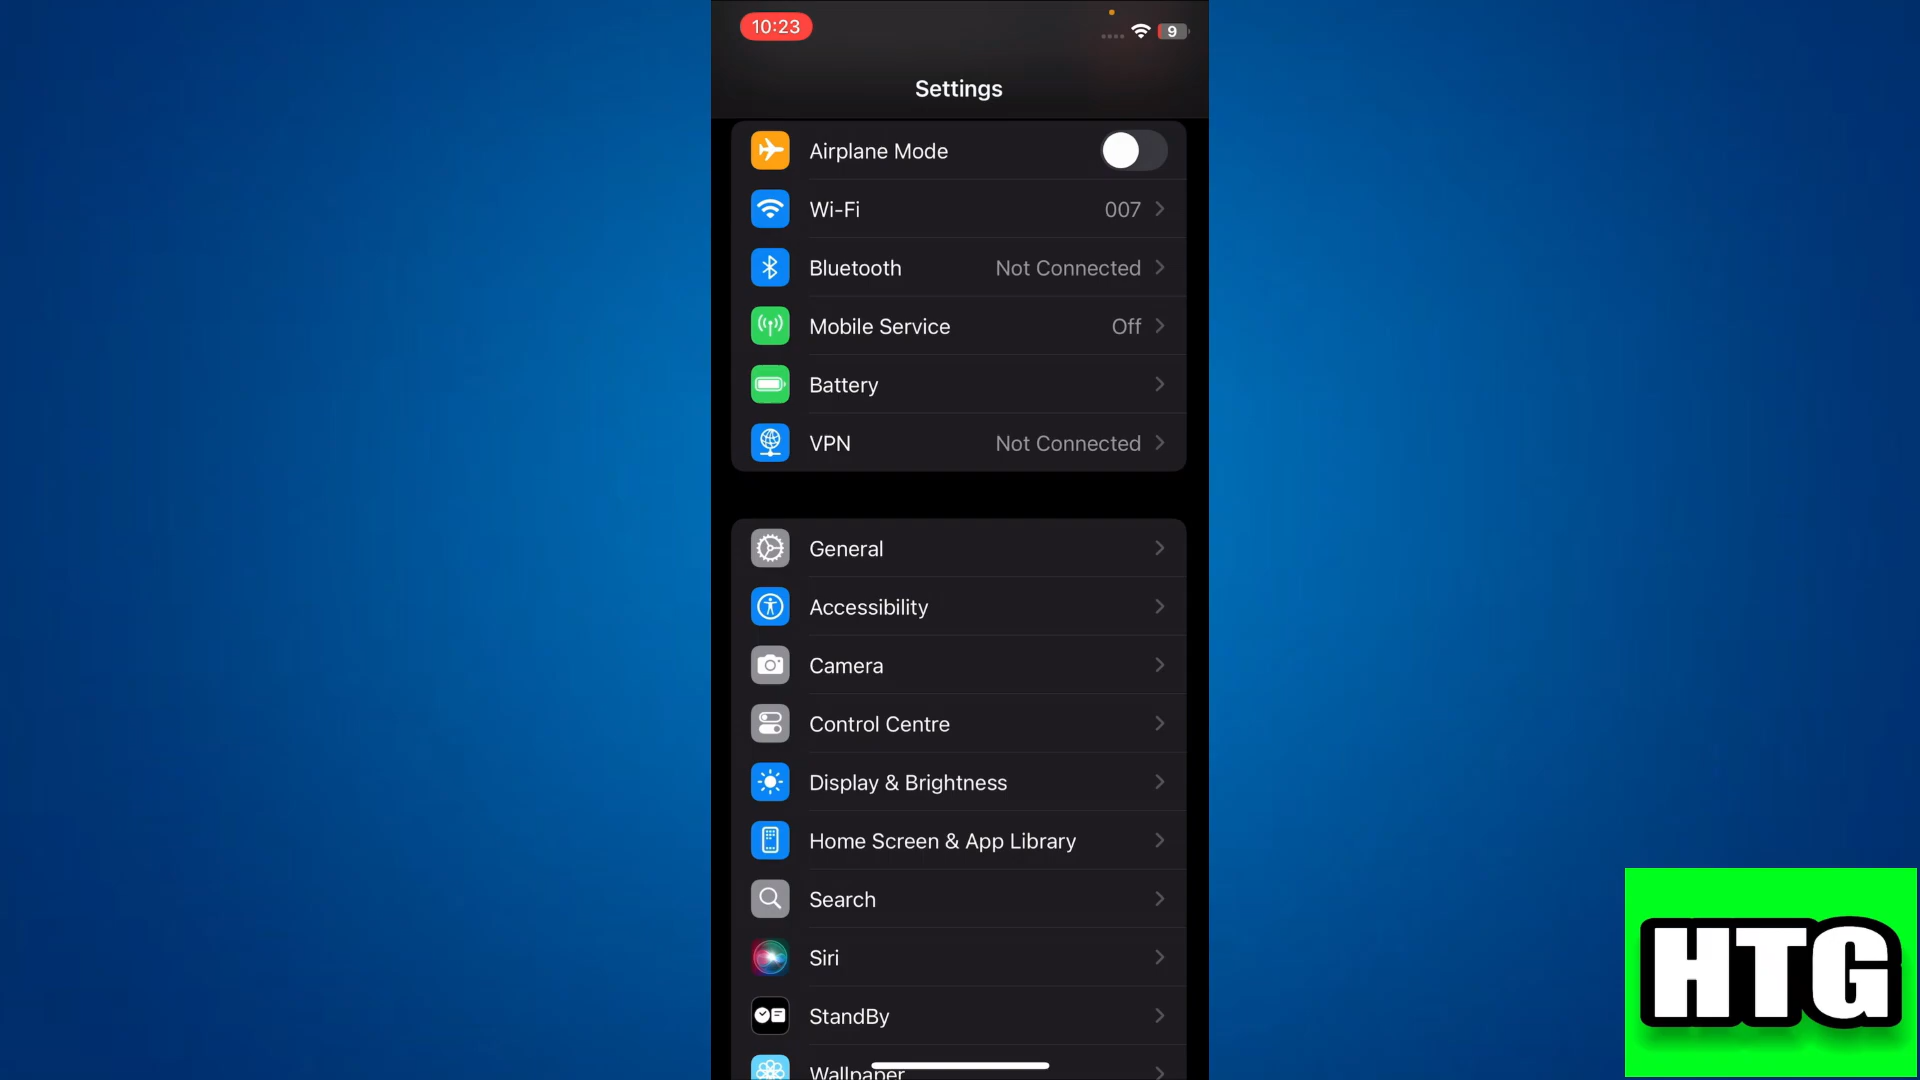 10:23
9
Settings
Airplane Mode
Wi-Fi 007
Bluetooth Not Connected
Mobile Service Off
Battery
VPN Not Connected
General
Accessibility
Camera
Control Centre
Display & Brightness
Home Screen & App Library
Search
Siri
StandBy
Wallpaper
HTG